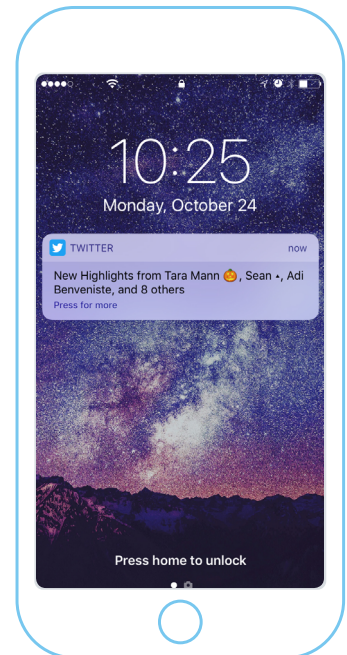 10:25
Monday, October 24
TWITTER now
New Highlights from Tara Mann 🎃, Sean ▴, Adi
Benveniste, and 8 others
Press for more
Press home to unlock